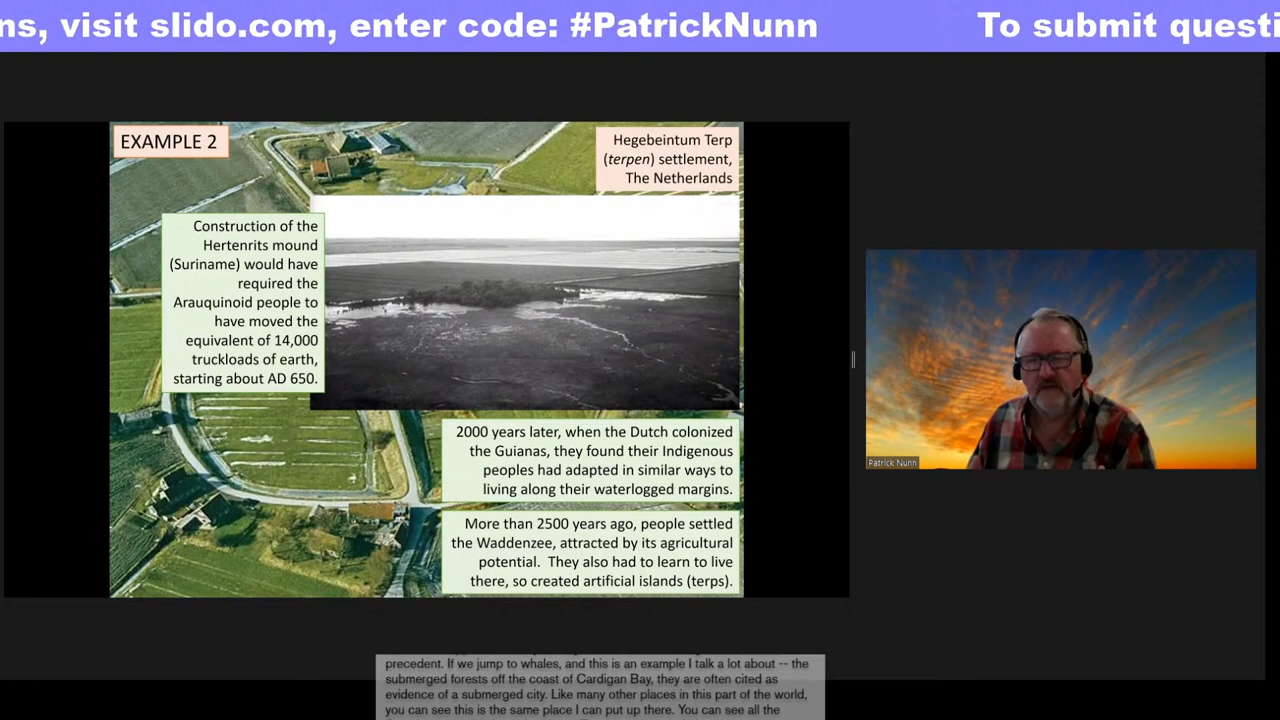 ns, visit slido.com, enter code: #PatrickNunn
To submit questi
EXAMPLE 2
Hegebeintum Terp
(terpen) settlement,
The Netherlands
Construction of the
Hertenrits mound
(Suriname) would have
required the
Arauquinoid people to
have moved the
equivalent of 14,000
truckloads of earth,
starting about AD 650.
2000 years later, when the Dutch colonized
the Guianas, they found their Indigenous
peoples had adapted in similar ways to
living along their waterlogged margins.
More than 2500 years ago, people settled
the Waddenzee, attracted by its agricultural
potential. They also had to learn to live
there, so created artificial islands (terps).
Patrick Nunn
precedent. If we jump to whales, and this is an example I talk a lot about -- the
submerged forests off the coast of Cardigan Bay, they are often cited as
evidence of a submerged city. Like many other places in this part of the world,
you can see this is the same place I can put up there. You can see all the